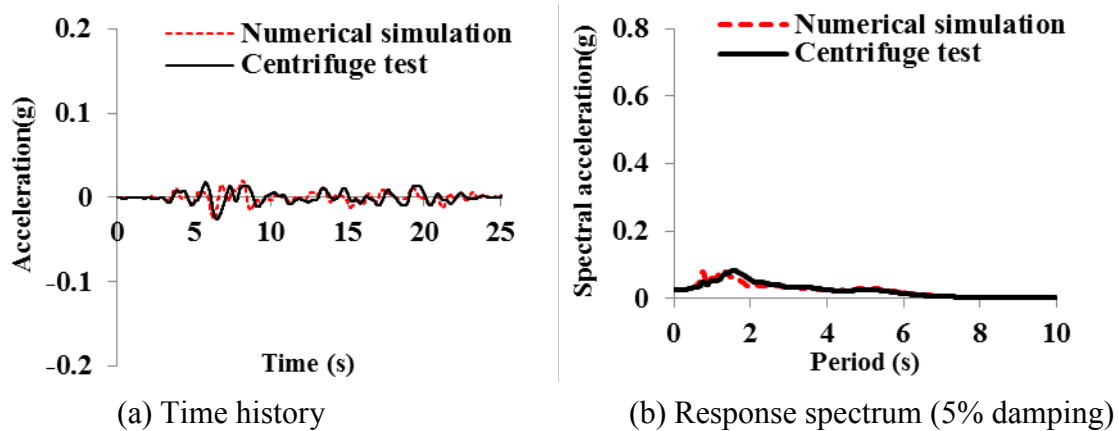 0.2
0.1
0
-0.1
-0.2
Acceleration(g)
Numerical simulation
Centrifuge test
0 5 10 15 20 25
Time (s)
(a) Time history
0.8
0.6
0.4
0.2
0
Spectral acceleration(g)
Numerical simulation
Centrifuge test
0 2 4 6 8 10
Period (s)
(b) Response spectrum (5% damping)